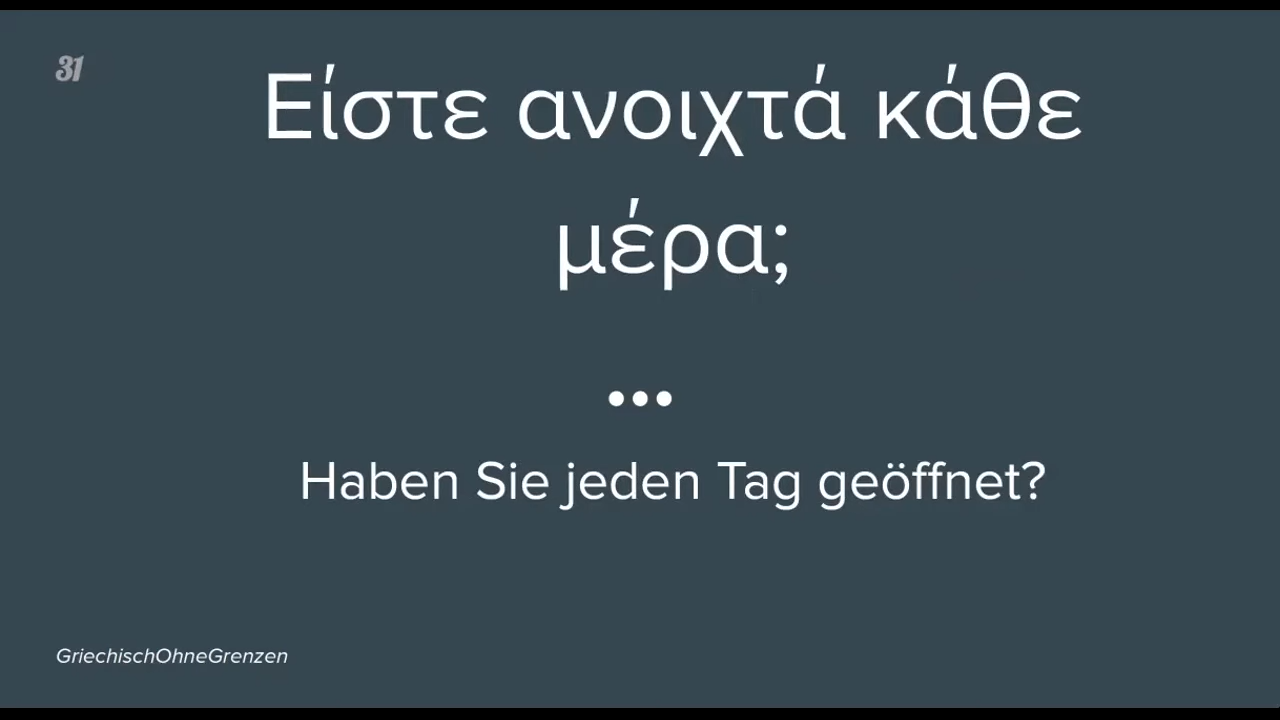 31
Είστε ανοιχτά κάθε
μέρα;
...
Haben Sie jeden Tag geöffnet?
GriechischOhneGrenzen